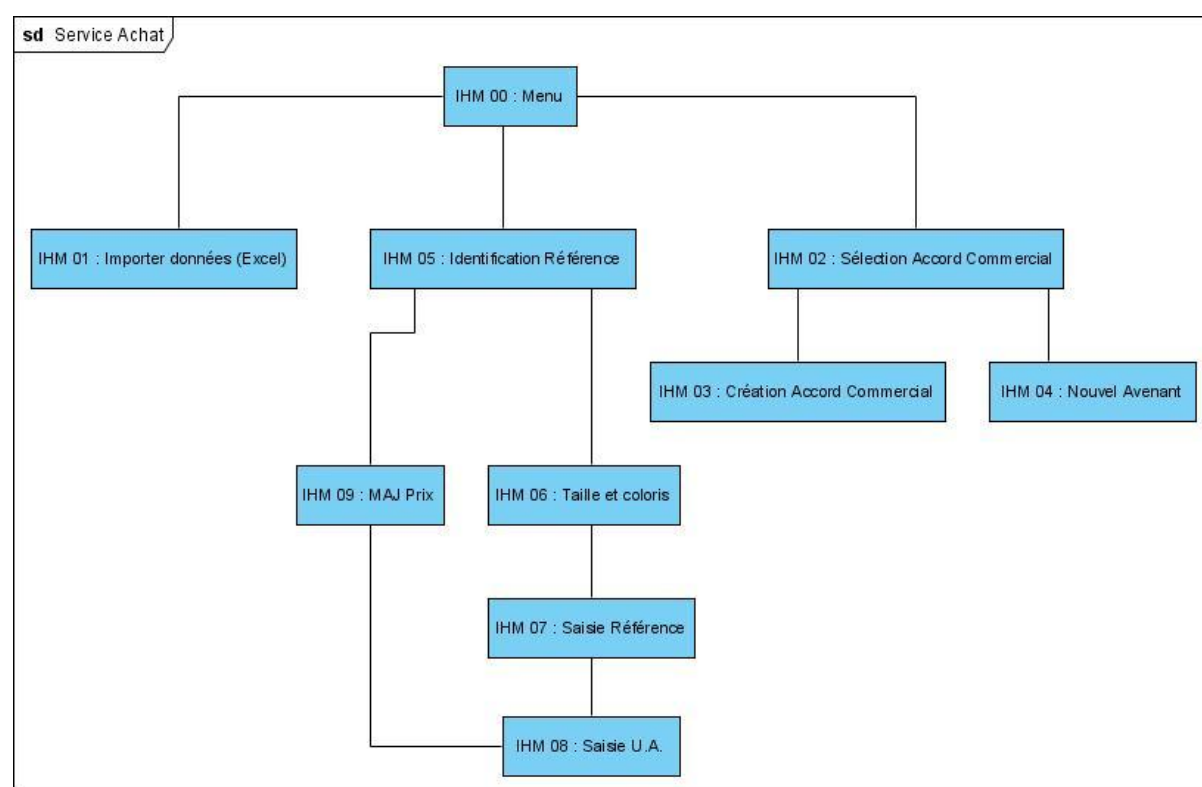 sd Service Achat
IHM 00 : Menu
IHM 01 : Importer données (Excel)
IHM 05 : Identification Référence
IHM 02 : Sélection Accord Commercial
IHM 03 : Création Accord Commercial
IHM 04 : Nouvel Avenant
IHM 09 : MAJ Prix
IHM 06 : Taille et coloris
IHM 07 : Saisie Référence
IHM 08 : Saisie U.A.